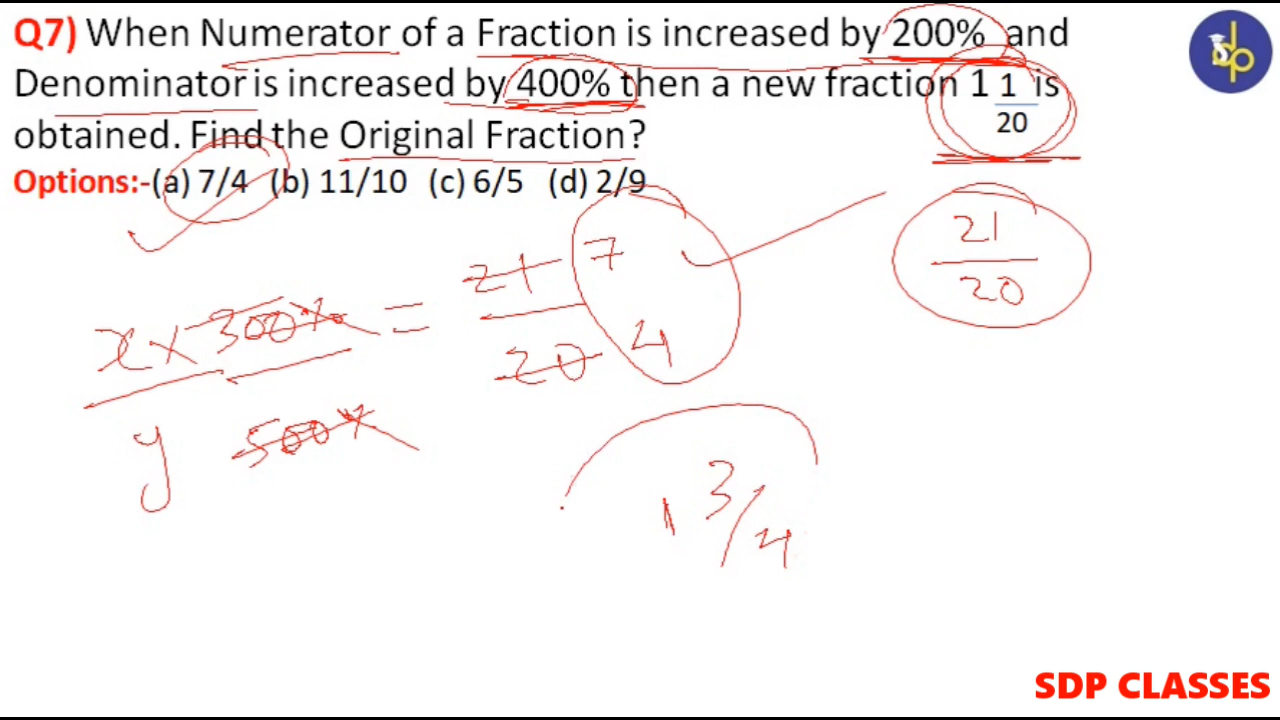 Q7) When Numerator of a Fraction is increased by 200% and
Denominator is increased by 400% then a new fraction 1 1/20 is
obtained. Find the Original Fraction?
Options:-(a) 7/4 (b) 11/10 (c) 6/5 (d) 2/9
21
20
x × 300% = 21 7
y 500% 20 4
1 3/4
dp
SDP CLASSES